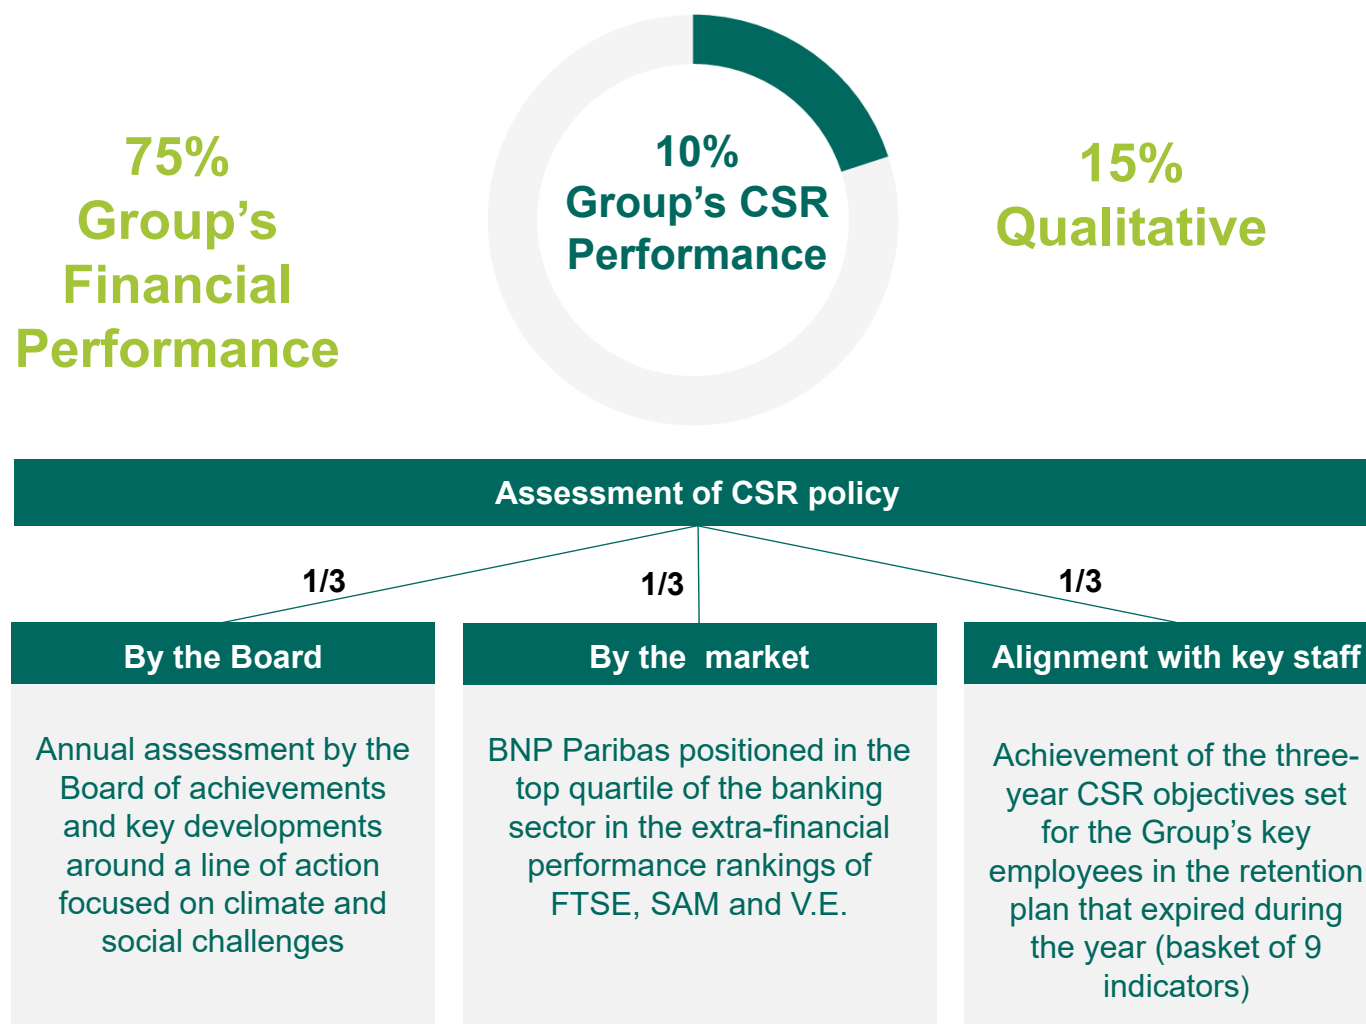 75%
Group's
Financial
Performance
10%
Group's CSR
Performance
15%
Qualitative
Assessment of CSR policy
1/3
1/3
1/3
By the Board
Annual assessment by the
Board of achievements
and key developments
around a line of action
focused on climate and
social challenges
By the  market
BNP Paribas positioned in the
top quartile of the banking
sector in the extra-financial
performance rankings of
FTSE, SAM and V.E.
Alignment with key staff
Achievement of the three-
year CSR objectives set
for the Group's key
employees in the retention
plan that expired during
the year (basket of 9
indicators)